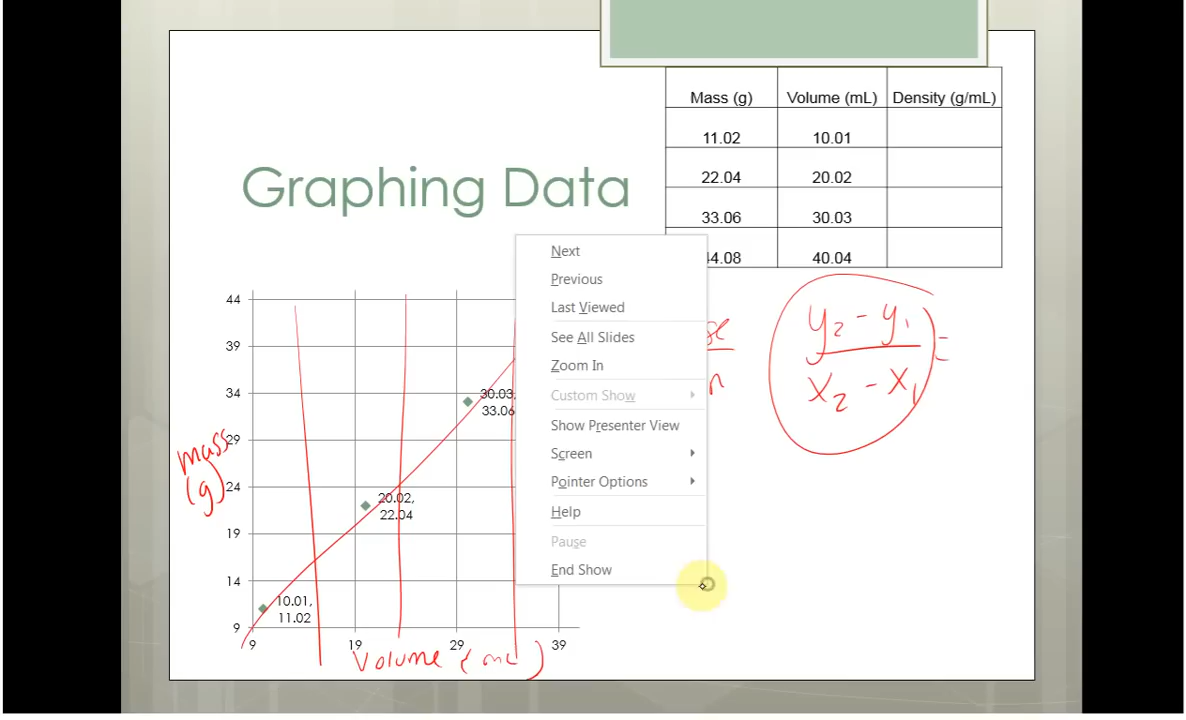 Mass (g) Volume (mL) Density (g/mL)
11.02 10.01
22.04 20.02
33.06 30.03
44.08 40.04
Graphing Data
Next
Previous
Last Viewed
See All Slides
Zoom In
Custom Show
Show Presenter View
Screen
Pointer Options
Help
Pause
End Show
y2 - y1 =
x2 - x1
44
39
34
29
24
19
14
9
9 19 29 39
30.03,
33.06
20.02,
22.04
10.01,
11.02
mass
(g)
Volume (mL)